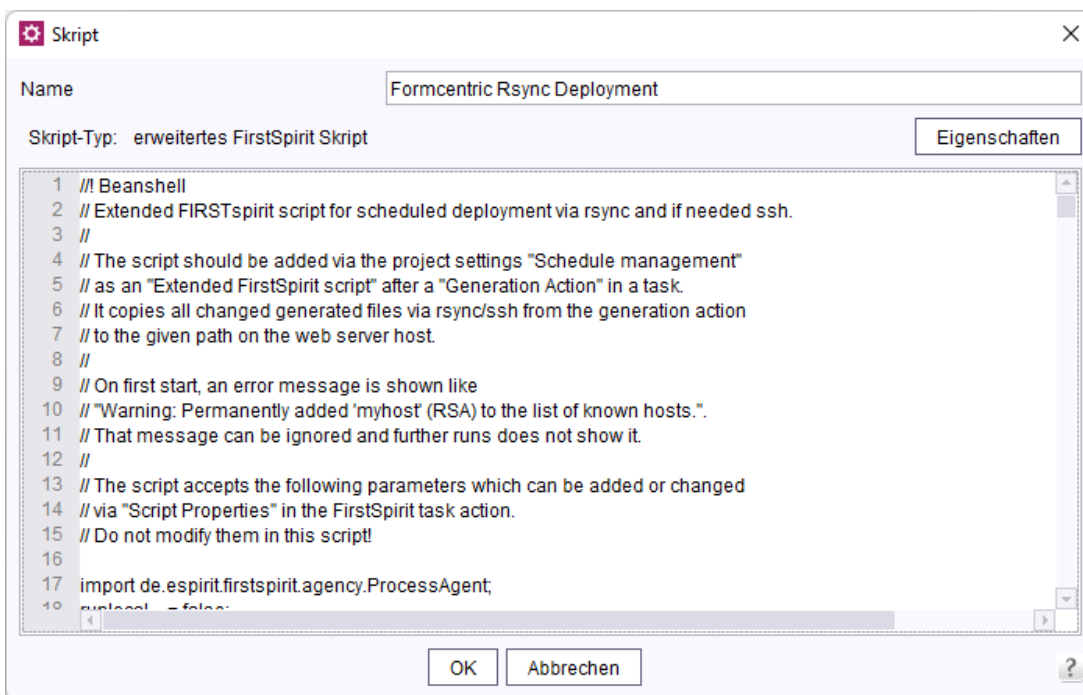 Skript
Name Formcentric Rsync Deployment
Skript-Typ: erweitertes FirstSpirit Skript Eigenschaften
1 //! Beanshell
2 // Extended FIRSTspirit script for scheduled deployment via rsync and if needed ssh.
3 //
4 // The script should be added via the project settings "Schedule management"
5 // as an "Extended FirstSpirit script" after a "Generation Action" in a task.
6 // It copies all changed generated files via rsync/ssh from the generation action
7 // to the given path on the web server host.
8 //
9 // On first start, an error message is shown like
10 // "Warning: Permanently added 'myhost' (RSA) to the list of known hosts.".
11 // That message can be ignored and further runs does not show it.
12 //
13 // The script accepts the following parameters which can be added or changed
14 // via "Script Properties" in the FirstSpirit task action.
15 // Do not modify them in this script!
16
17 import de.espirit.firstspirit.agency.ProcessAgent;
18 runlocal = false;
OK Abbrechen ?